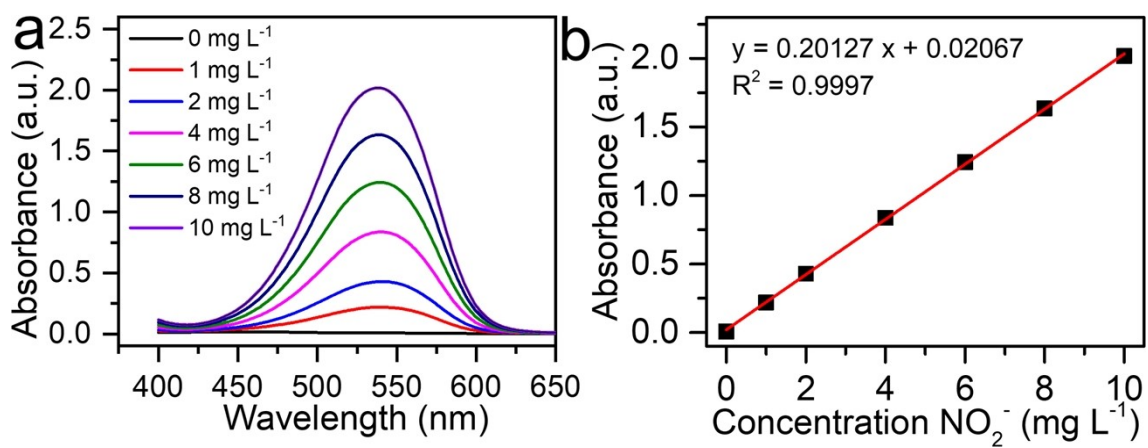 a
2.5
2.0
1.5
1.0
0.5
0.0
Absorbance (a.u.)
0 mg L⁻¹
1 mg L⁻¹
2 mg L⁻¹
4 mg L⁻¹
6 mg L⁻¹
8 mg L⁻¹
10 mg L⁻¹
400 450 500 550 600 650
Wavelength (nm)
b
y = 0.20127 x + 0.02067
R² = 0.9997
2.0
1.5
1.0
0.5
0.0
Absorbance (a.u.)
0 2 4 6 8 10
Concentration NO₂⁻ (mg L⁻¹)